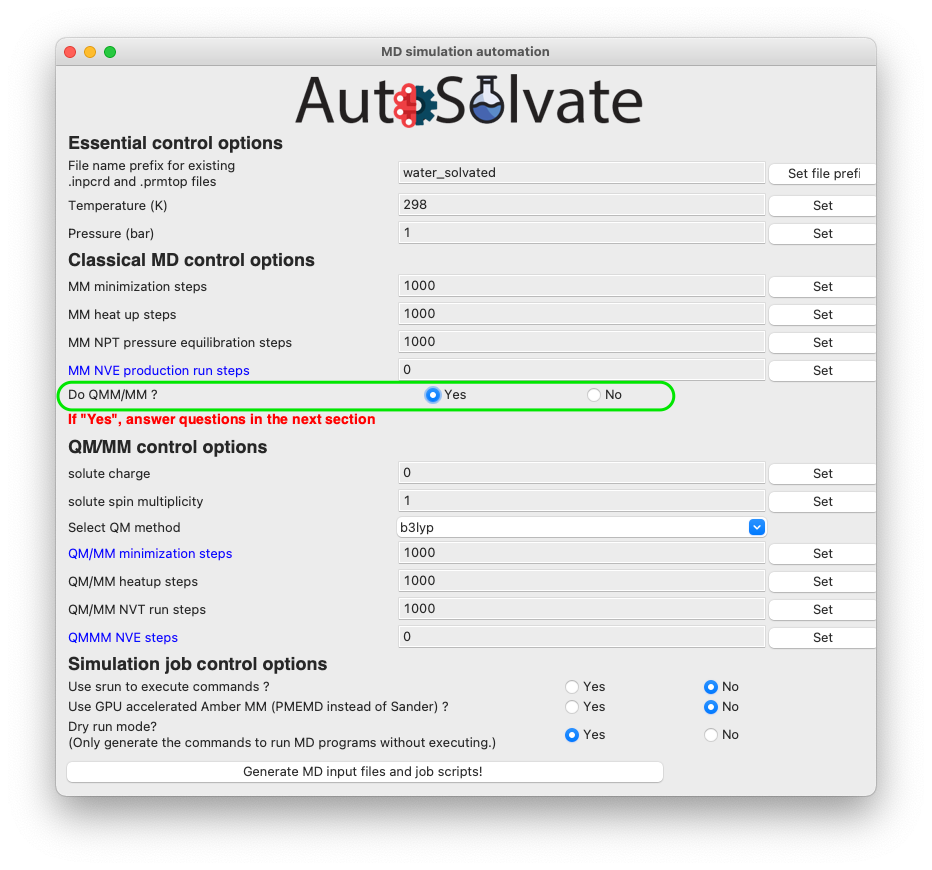 MD simulation automation
AutoSolvate
Essential control options
File name prefix for existing
.inpcrd and .prmtop files
water_solvated
Set file prefi
Temperature (K)
298
Set
Pressure (bar)
1
Set
Classical MD control options
MM minimization steps
1000
Set
MM heat up steps
1000
Set
MM NPT pressure equilibration steps
1000
Set
MM NVE production run steps
0
Set
Do QMM/MM ?
Yes
No
If "Yes", answer questions in the next section
QM/MM control options
solute charge
0
Set
solute spin multiplicity
1
Set
Select QM method
b3lyp
QM/MM minimization steps
1000
Set
QM/MM heatup steps
1000
Set
QM/MM NVT run steps
1000
Set
QMMM NVE steps
0
Set
Simulation job control options
Use srun to execute commands ?
Yes
No
Use GPU accelerated Amber MM (PMEMD instead of Sander) ?
Yes
No
Dry run mode?
(Only generate the commands to run MD programs without executing.)
Yes
No
Generate MD input files and job scripts!